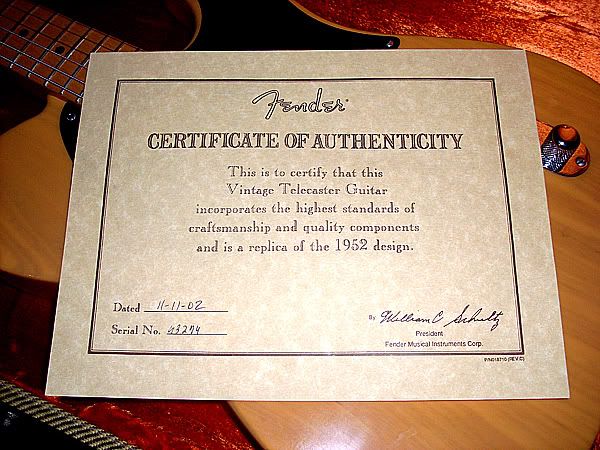 Fender
CERTIFICATE OF AUTHENTICITY
This is to certify that this
Vintage Telecaster Guitar
incorporates the highest standards of
craftsmanship and quality components
and is a replica of the 1952 design.
Dated 11-11-02
Serial No.
By William C Schultz
President
Fender Musical Instruments Corp.